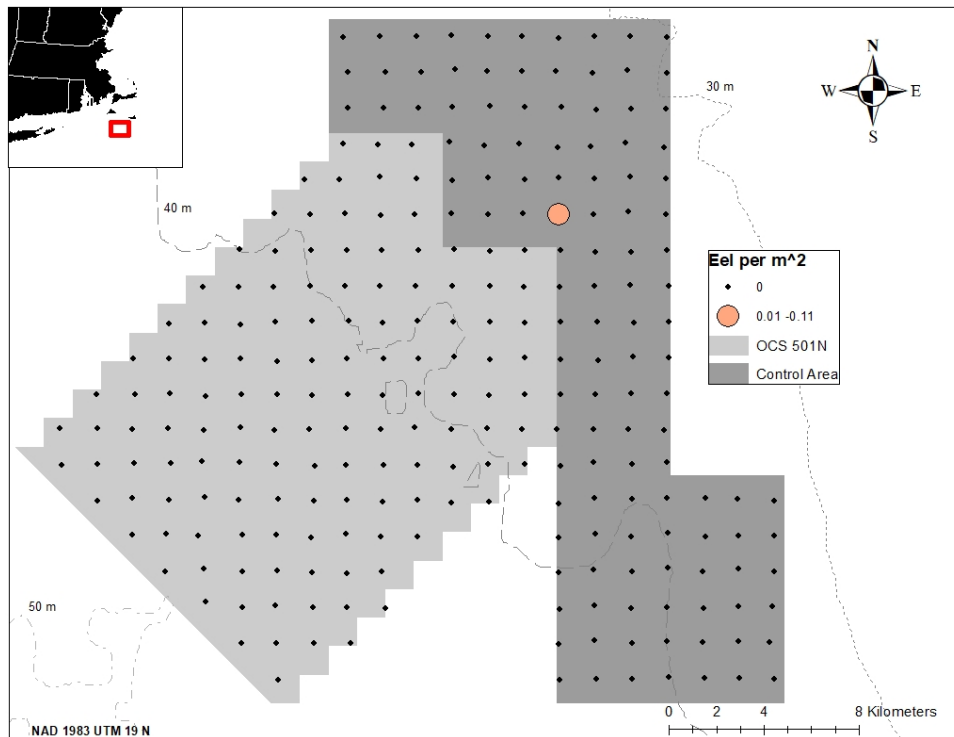 N
W E
S
30 m
40 m
Eel per m^2
0
0.01 -0.11
OCS 501N
Control Area
50 m
0 2 4 8 Kilometers
NAD 1983 UTM 19 N